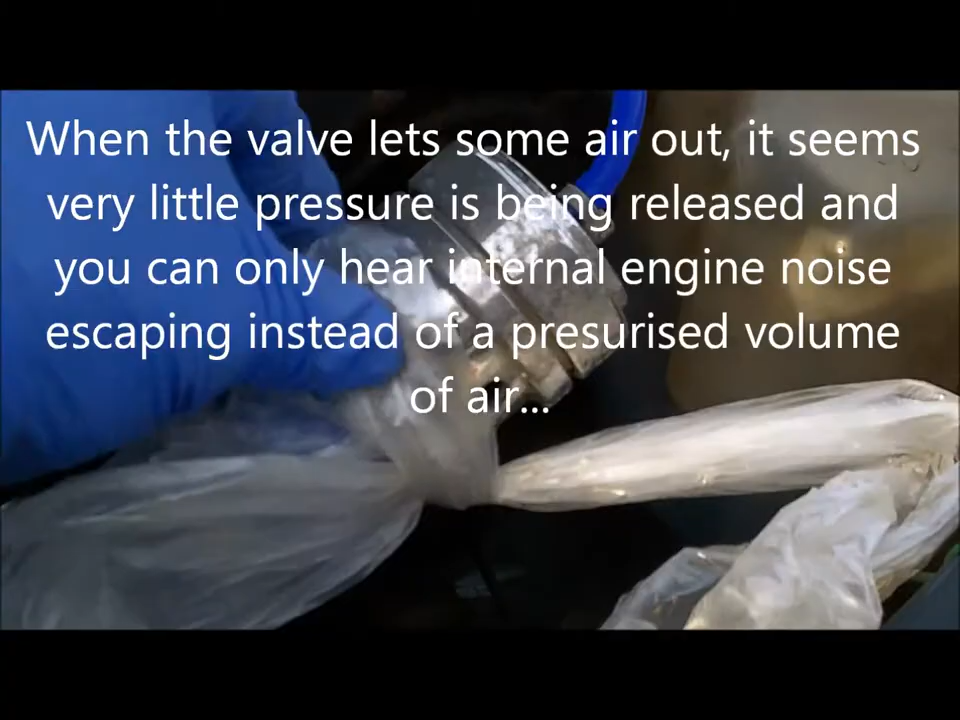 When the valve lets some air out, it seems
very little pressure is being released and
you can only hear internal engine noise
escaping instead of a presurised volume
of air...